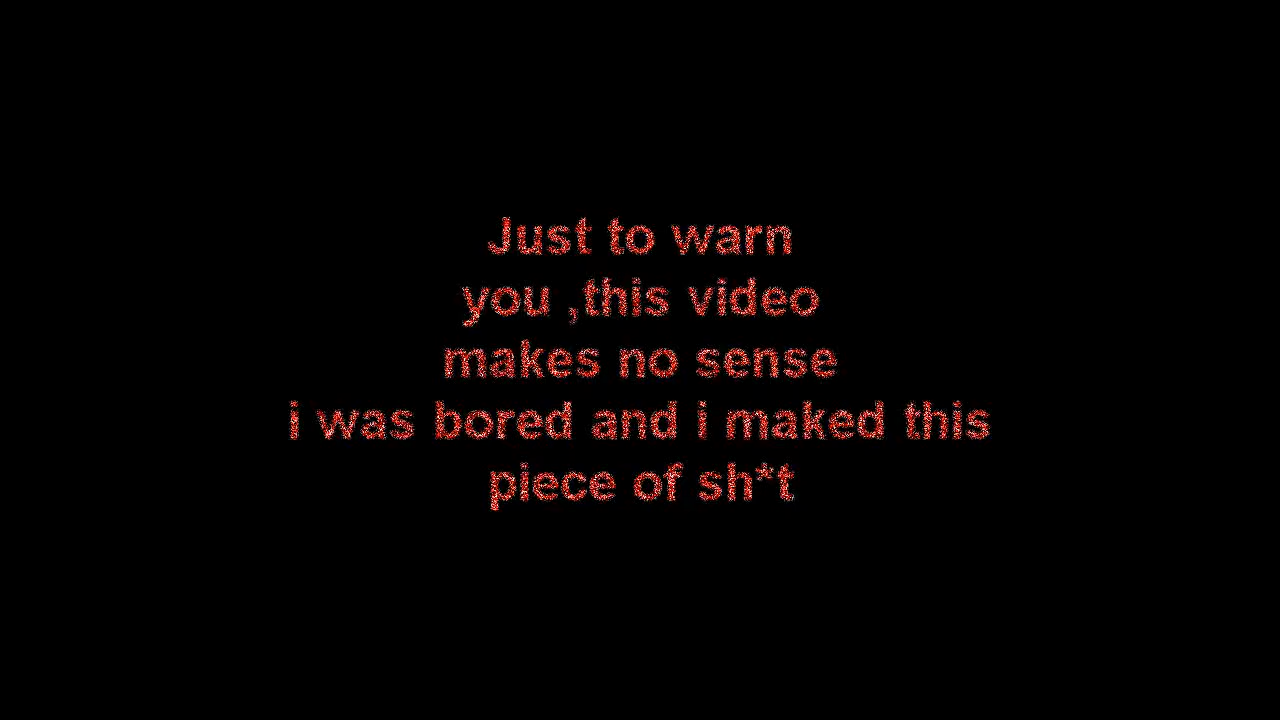 Just to warn
you ,this video
makes no sense
i was bored and i maked this
piece of sh*t